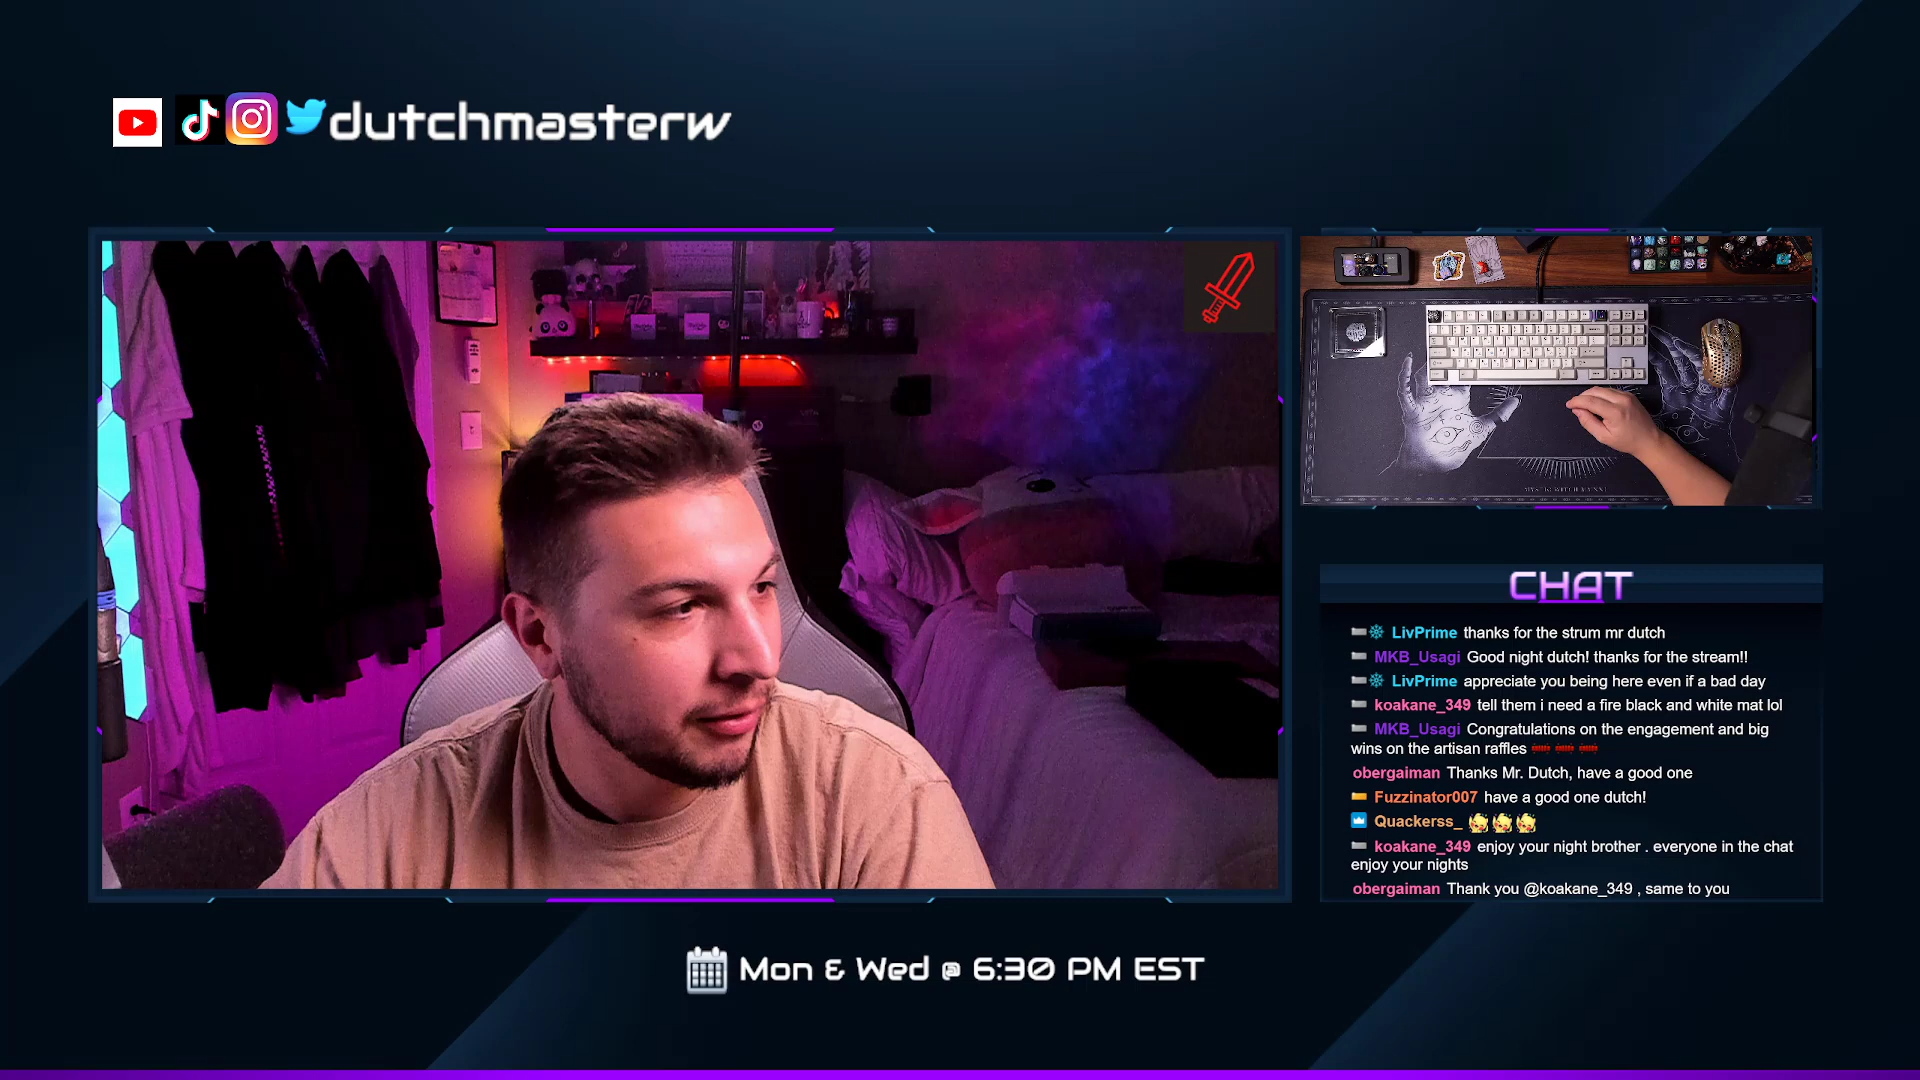 dutchmasterw
CHAT
LivPrime thanks for the strum mr dutch
MKB_Usagi Good night dutch! thanks for the stream!!
LivPrime appreciate you being here even if a bad day
koakane_349 tell them i need a fire black and white mat lol
MKB_Usagi Congratulations on the engagement and big
wins on the artisan raffles
obergaiman Thanks Mr. Dutch, have a good one
Fuzzinator007 have a good one dutch!
Quackerss_
koakane_349 enjoy your night brother . everyone in the chat
enjoy your nights
obergaiman Thank you @koakane_349 , same to you
Mon & Wed @ 6:30 PM EST